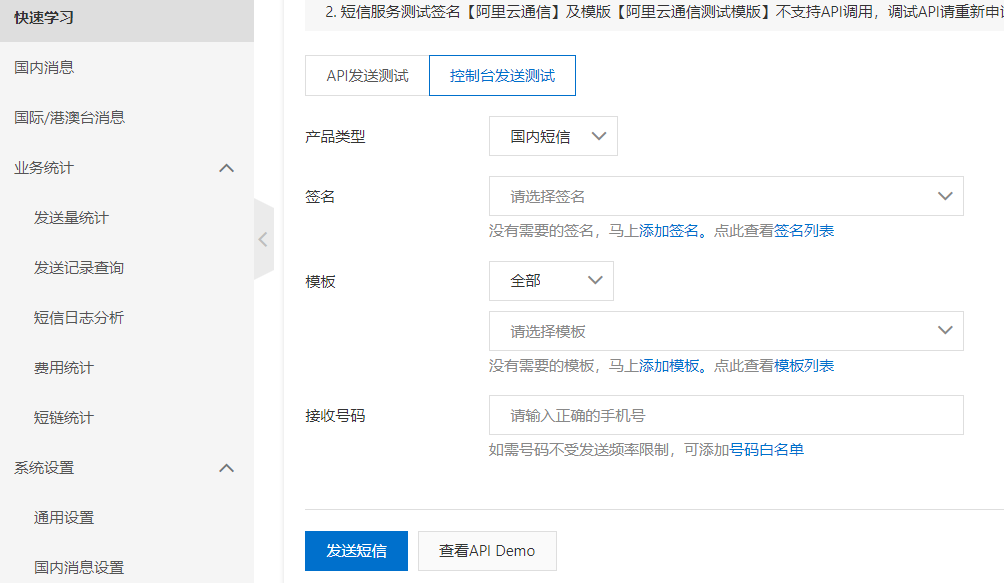 快速学习
国内消息
国际/港澳台消息
业务统计
发送量统计
发送记录查询
短信日志分析
费用统计
短链统计
系统设置
通用设置
国内消息设置
2. 短信服务测试签名【阿里云通信】及模版【阿里云通信测试模版】不支持API调用，调试API请重新申
API发送测试
控制台发送测试
产品类型
国内短信
签名
请选择签名
没有需要的签名，马上添加签名。点此查看签名列表
模板
全部
请选择模板
没有需要的模板，马上添加模板。点此查看模板列表
接收号码
请输入正确的手机号
如需号码不受发送频率限制，可添加号码白名单
发送短信
查看API Demo